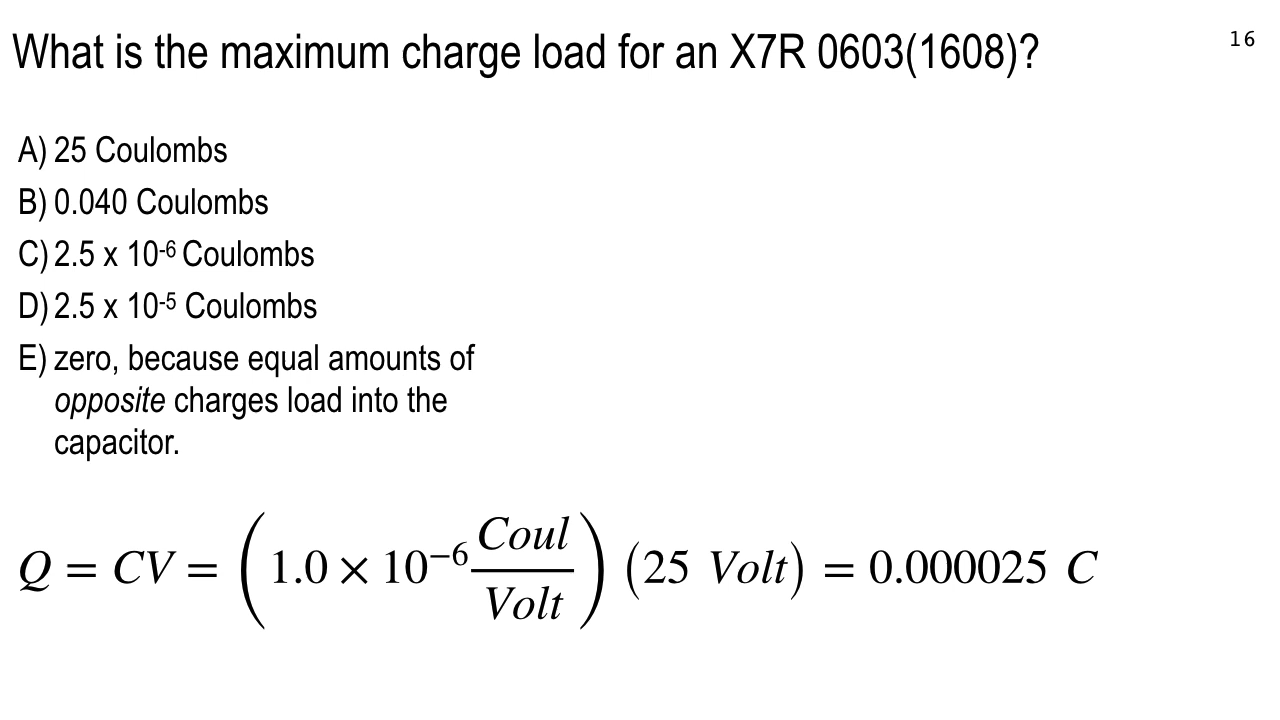 What is the maximum charge load for an X7R 0603(1608)?
16
A) 25 Coulombs
B) 0.040 Coulombs
C) 2.5 x 10⁻⁶ Coulombs
D) 2.5 x 10⁻⁵ Coulombs
E) zero, because equal amounts of
opposite charges load into the
capacitor.
Q = CV = (1.0 × 10⁻⁶ Coul/Volt) (25 Volt) = 0.000025 C